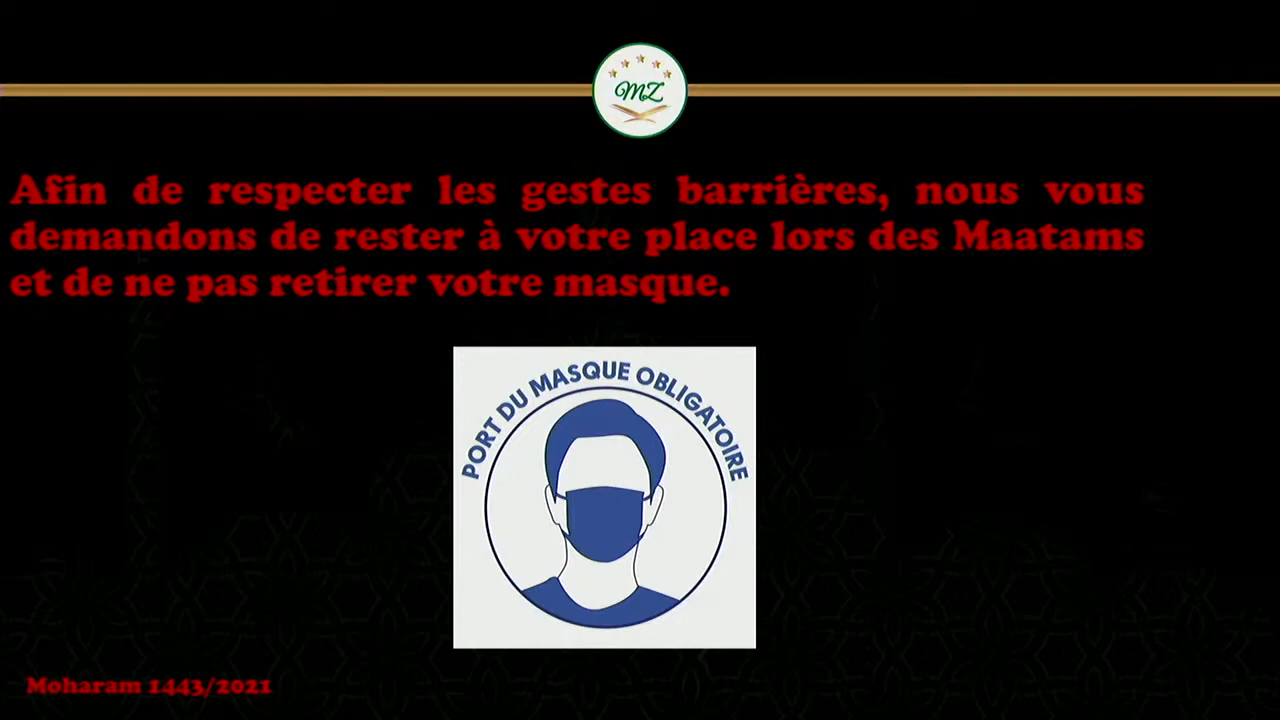 MZ
Afin de respecter les gestes barrières, nous vous
demandons de rester à votre place lors des Maatams
et de ne pas retirer votre masque.
PORT DU MASQUE OBLIGATOIRE
Moharam 1443/2021